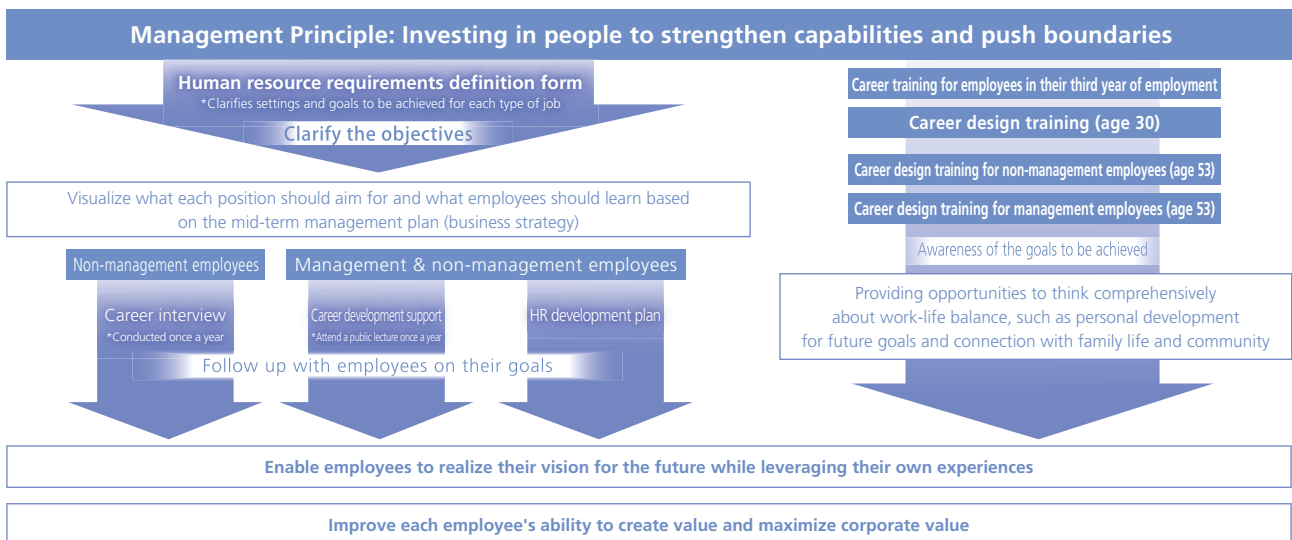 Management Principle: Investing in people to strengthen capabilities and push boundaries
Human resource requirements definition form
*Clarifies settings and goals to be achieved for each type of job
Clarify the objectives
Visualize what each position should aim for and what employees should learn based
on the mid-term management plan (business strategy)
Non-management employees
Management & non-management employees
Career interview
*Conducted once a year
Career development support
*Attend a public lecture once a year
HR development plan
Follow up with employees on their goals
Career training for employees in their third year of employment
Career design training (age 30)
Career design training for non-management employees (age 53)
Career design training for management employees (age 53)
Awareness of the goals to be achieved
Providing opportunities to think comprehensively
about work-life balance, such as personal development
for future goals and connection with family life and community
Enable employees to realize their vision for the future while leveraging their own experiences
Improve each employee's ability to create value and maximize corporate value